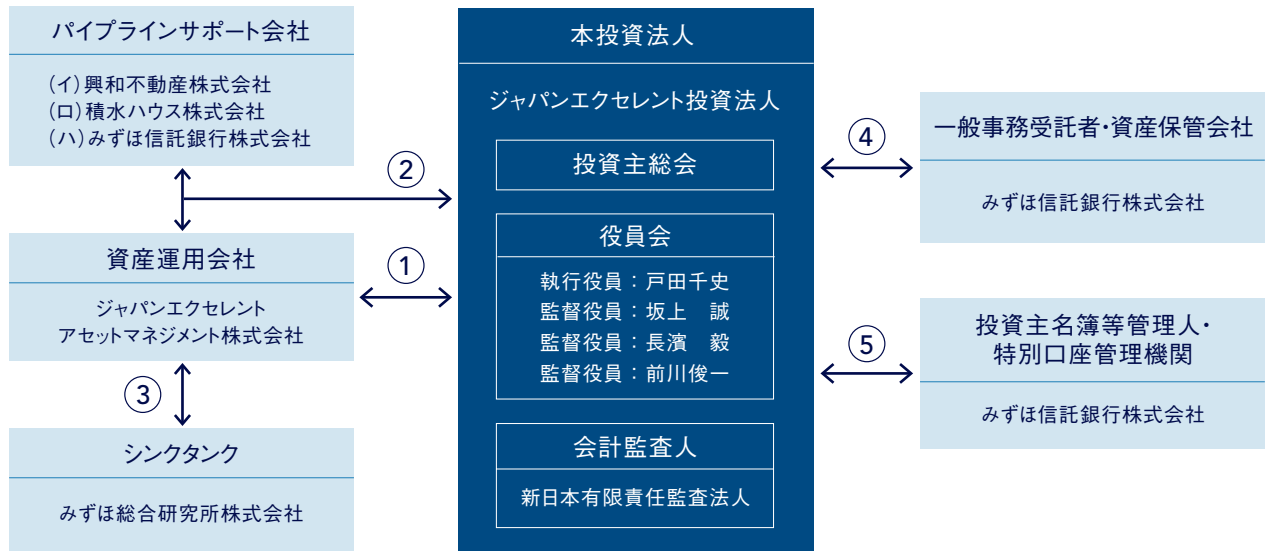 パイプラインサポート会社
(イ)興和不動産株式会社
(ロ)積水ハウス株式会社
(ハ)みずほ信託銀行株式会社
②
資産運用会社
ジャパンエクセレント
アセットマネジメント株式会社
①
③
シンクタンク
みずほ総合研究所株式会社
本投資法人
ジャパンエクセレント投資法人
投資主総会
役員会
執行役員：戸田千史
監督役員：坂上　誠
監督役員：長濱　毅
監督役員：前川俊一
会計監査人
新日本有限責任監査法人
④
一般事務受託者・資産保管会社
みずほ信託銀行株式会社
⑤
投資主名簿等管理人・
特別口座管理機関
みずほ信託銀行株式会社